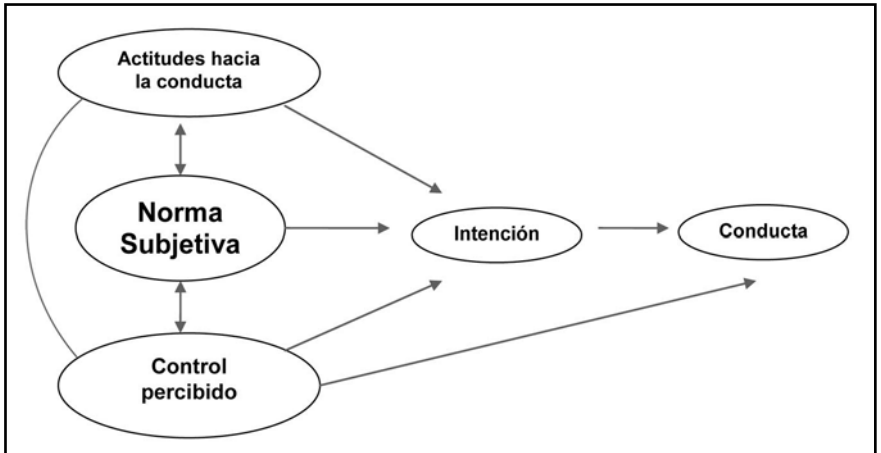 Actitudes hacia
la conducta
Norma
Subjetiva
Intención
Conducta
Control
percibido